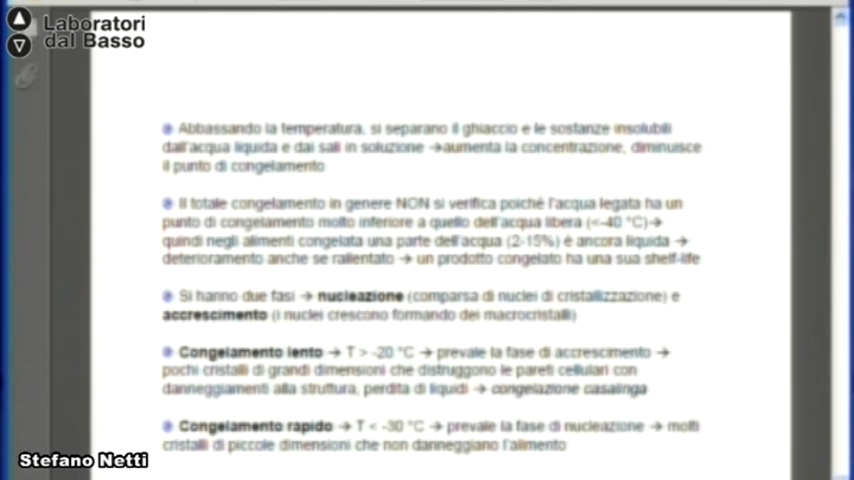 Laboratori
dal Basso
Abbassando la temperatura, si separano il ghiaccio e le sostanze insolubili
dall'acqua liquida e dai sali in soluzione →aumenta la concentrazione, diminuisce
il punto di congelamento
Il totale congelamento in genere NON si verifica poiché l'acqua legata ha un
punto di congelamento molto inferiore a quello dell'acqua libera (<-40 °C)→
quindi negli alimenti congelata una parte dell'acqua (2-15%) è ancora liquida →
deterioramento anche se rallentato → un prodotto congelato ha una sua shelf-life
Si hanno due fasi → nucleazione (comparsa di nuclei di cristallizzazione) e
accrescimento (i nuclei crescono formando dei macrocristalli)
Congelamento lento → T > -20 °C → prevale la fase di accrescimento →
pochi cristalli di grandi dimensioni che distruggono le pareti cellulari con
danneggiamenti alla struttura, perdita di liquidi → congelazione casalinga
Congelamento rapido → T < -30 °C → prevale la fase di nucleazione → molti
cristalli di piccole dimensioni che non danneggiano l'alimento
Stefano Netti